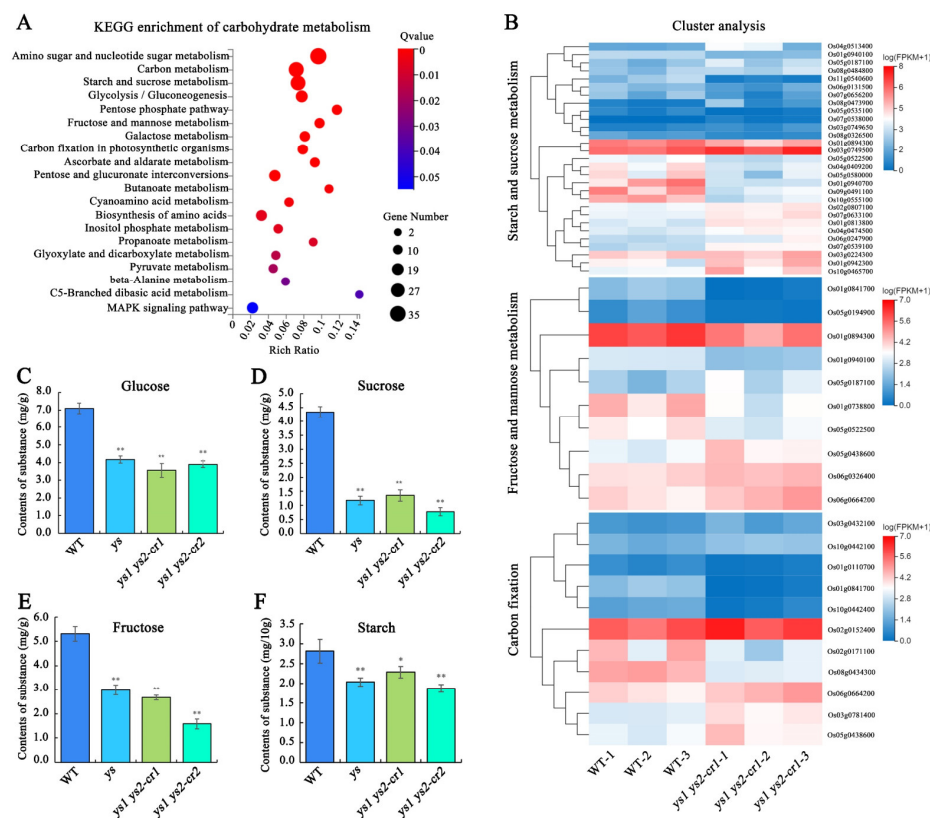 A
KEGG enrichment of carbohydrate metabolism
Amino sugar and nucleotide sugar metabolism
Carbon metabolism
Starch and sucrose metabolism
Glycolysis / Gluconeogenesis
Pentose phosphate pathway
Fructose and mannose metabolism
Galactose metabolism
Carbon fixation in photosynthetic organisms
Ascorbate and aldarate metabolism
Pentose and glucuronate interconversions
Butanoate metabolism
Cyanoamino acid metabolism
Biosynthesis of amino acids
Inositol phosphate metabolism
Propanoate metabolism
Glyoxylate and dicarboxylate metabolism
Pyruvate metabolism
beta-Alanine metabolism
C5-Branched dibasic acid metabolism
MAPK signaling pathway
0 0.02 0.04 0.06 0.08 0.1 0.12 0.14
Rich Ratio
Qvalue
0
0.01
0.02
0.03
0.04
0.05
Gene Number
2
10
19
27
35
B
Cluster analysis
Starch and sucrose metabolism
Os04g0513400
Os01g0940100
Os05g0187100
Os08g0484800
Os11g0540600
Os06g0131500
Os07g0656200
Os08g0473900
Os05g0535100
Os07g0538000
Os03g0749650
Os08g0326500
Os01g0894300
Os03g0749500
Os05g0522500
Os04g0409200
Os05g0580000
Os01g0940700
Os09g0491100
Os10g0555100
Os02g0807100
Os07g0633100
Os01g0813800
Os04g0474500
Os06g0247900
Os07g0539100
Os03g0224300
Os01g0942300
Os10g0465700
log(FPKM+1)
8
6
5
3
2
0
Fructose and mannose metabolism
Os01g0841700
Os05g0194900
Os01g0894300
Os01g0940100
Os05g0187100
Os01g0738800
Os05g0522500
Os05g0438600
Os06g0326400
Os06g0664200
log(FPKM+1)
7.0
5.6
4.2
2.8
1.4
0.0
Carbon fixation
Os03g0432100
Os10g0442100
Os01g0110700
Os01g0841700
Os10g0442400
Os02g0152400
Os02g0171100
Os08g0434300
Os06g0664200
Os03g0781400
Os05g0438600
log(FPKM+1)
7.0
5.6
4.2
2.8
1.4
0.0
WT-1 WT-2 WT-3 ys1 ys2-cr1-1 ys1 ys2-cr1-2 ys1 ys2-cr1-3
C
Glucose
Contents of substance (mg/g)
8.0
7.0
6.0
5.0
4.0
3.0
2.0
1.0
0.0
** ** **
WT ys ys1 ys2-cr1 ys1 ys2-cr2
D
Sucrose
Contents of substance (mg/g)
5.0
4.5
4.0
3.5
3.0
2.5
2.0
1.5
1.0
0.5
0.0
** ** **
WT ys ys1 ys2-cr1 ys1 ys2-cr2
E
Fructose
Contents of substance (mg/g)
6.0
5.0
4.0
3.0
2.0
1.0
0.0
** ** **
WT ys ys1 ys2-cr1 ys1 ys2-cr2
F
Starch
Contents of substance (mg/10g)
3.5
3.0
2.5
2.0
1.5
1.0
0.5
0.0
** * **
WT ys ys1 ys2-cr1 ys1 ys2-cr2